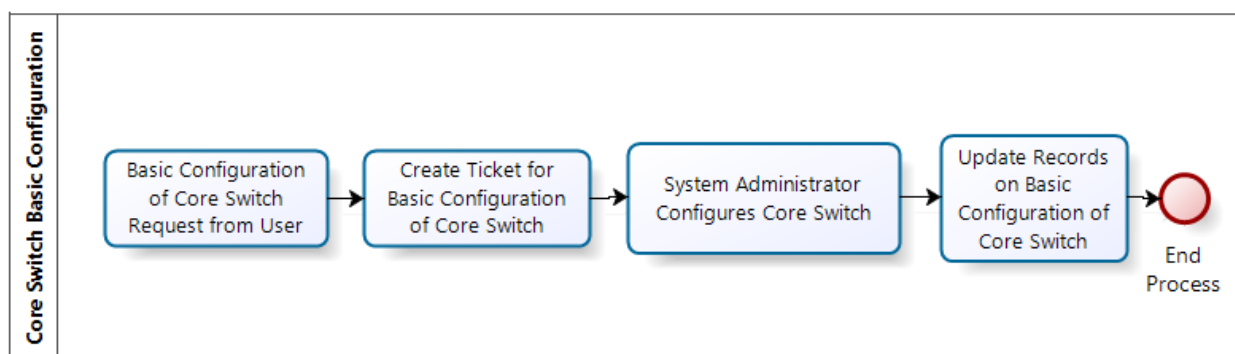 Core Switch Basic Configuration
Basic Configuration
of Core Switch
Request from User
Create Ticket for
Basic Configuration
of Core Switch
System Administrator
Configures Core Switch
Update Records
on Basic
Configuration of
Core Switch
End
Process